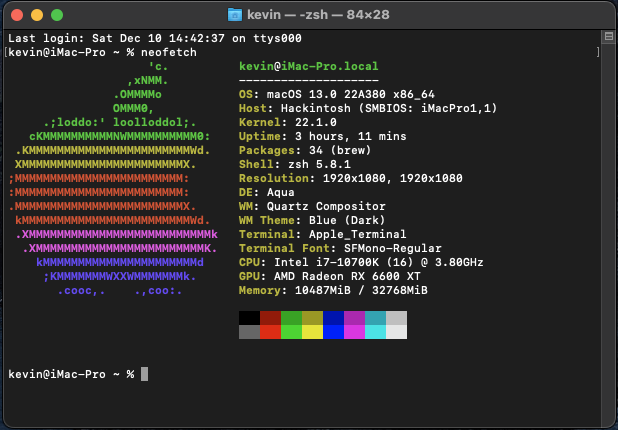 kevin — -zsh — 84×28
Last login: Sat Dec 10 14:42:37 on ttys000
[kevin@iMac-Pro ~ % neofetch ]
'c. kevin@iMac-Pro.local
,xNMM. --------------------
.OMMMMo OS: macOS 13.0 22A380 x86_64
OMMM0, Host: Hackintosh (SMBIOS: iMacPro1,1)
.;loddo:' loolloddol;. Kernel: 22.1.0
cKMMMMMMMMMMNWMMMMMMMMMM0: Uptime: 3 hours, 11 mins
.KMMMMMMMMMMMMMMMMMMMMMMMWd. Packages: 34 (brew)
XMMMMMMMMMMMMMMMMMMMMMMMX. Shell: zsh 5.8.1
;MMMMMMMMMMMMMMMMMMMMMMMM: Resolution: 1920x1080, 1920x1080
:MMMMMMMMMMMMMMMMMMMMMMMM: DE: Aqua
.MMMMMMMMMMMMMMMMMMMMMMMMX. WM: Quartz Compositor
kMMMMMMMMMMMMMMMMMMMMMMMMWd. WM Theme: Blue (Dark)
.XMMMMMMMMMMMMMMMMMMMMMMMMMMk Terminal: Apple_Terminal
.XMMMMMMMMMMMMMMMMMMMMMMMMK. Terminal Font: SFMono-Regular
kMMMMMMMMMMMMMMMMMMMMMMd CPU: Intel i7-10700K (16) @ 3.80GHz
;KMMMMMMMWXXWMMMMMMMk. GPU: AMD Radeon RX 6600 XT
.cooc,. .,coo:. Memory: 10487MiB / 32768MiB
kevin@iMac-Pro ~ %